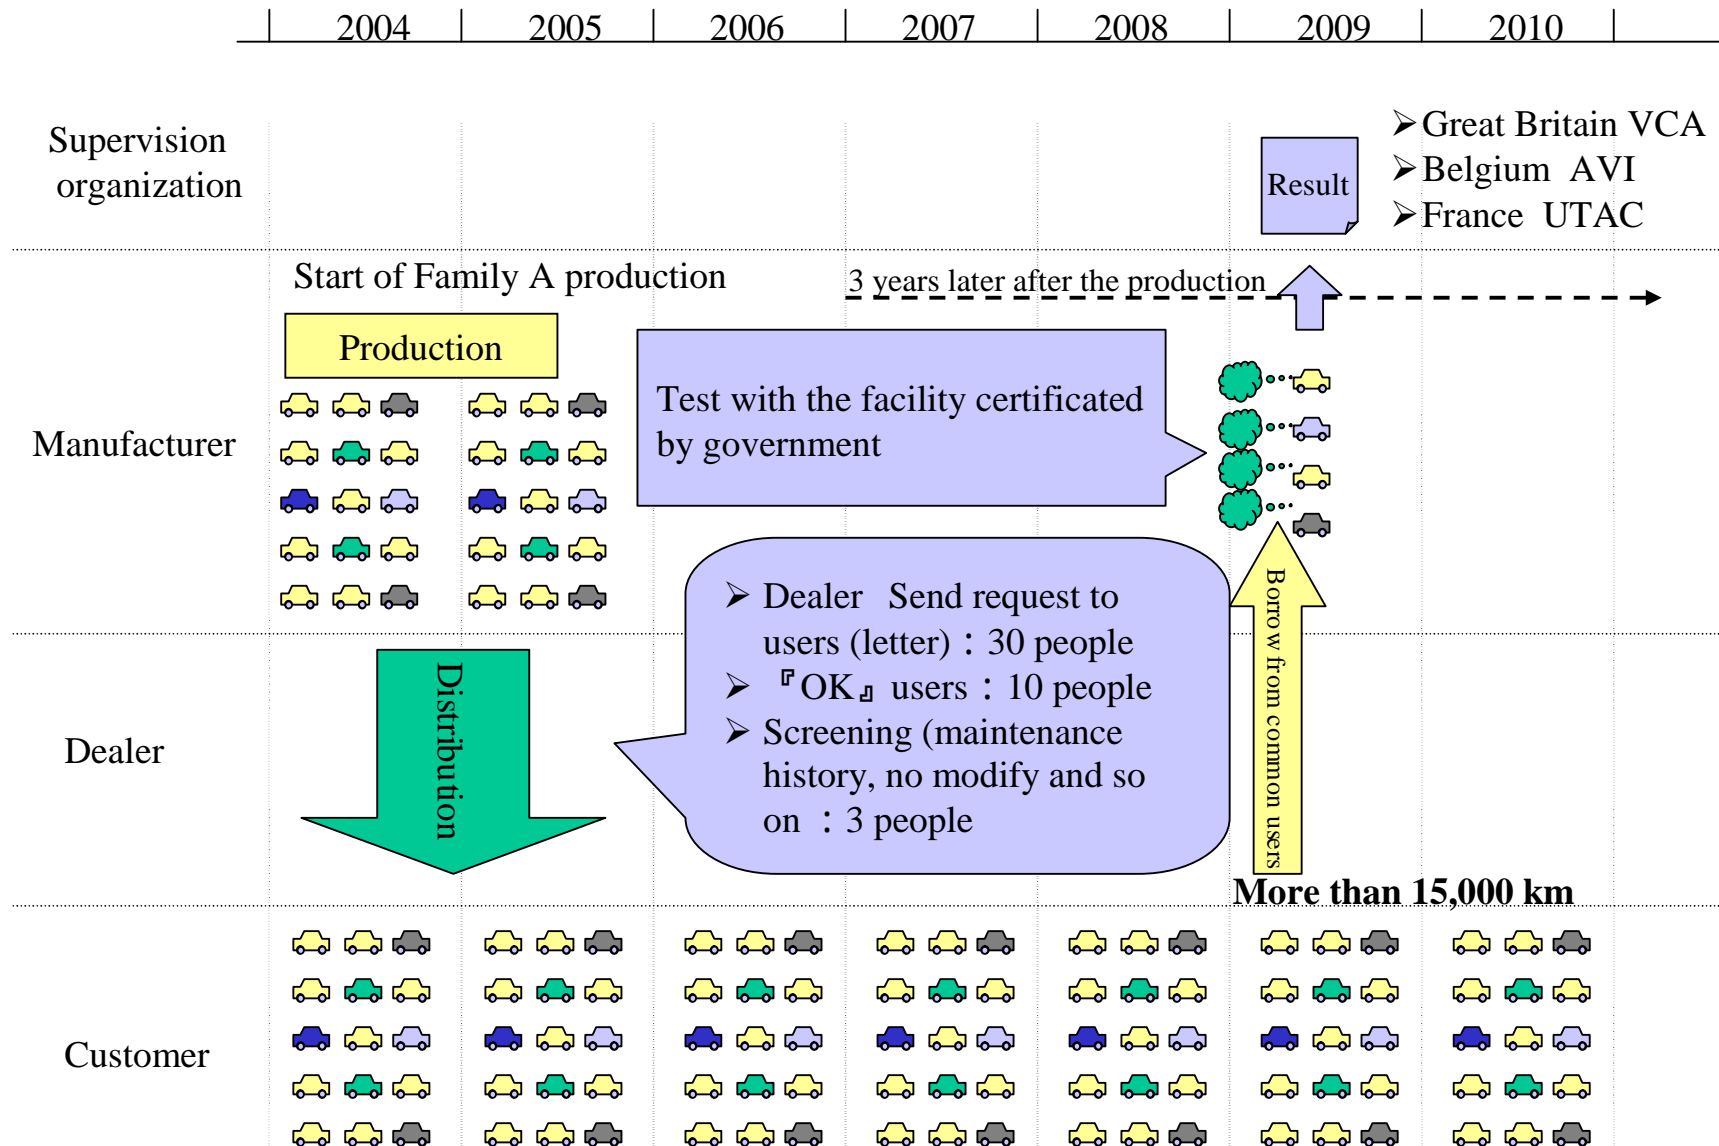 2004 2005 2006 2007 2008 2009 2010
Supervision
organization
Result
➢Great Britain VCA
➢Belgium AVI
➢France UTAC
Start of Family A production
3 years later after the production
Production
Manufacturer
Test with the facility certificated
by government
➢ Dealer Send request to
users (letter)：30 people
➢ 『OK』 users：10 people
➢ Screening (maintenance
history, no modify and so
on ：3 people
Borrow from common users
Distribution
Dealer
More than 15,000 km
Customer